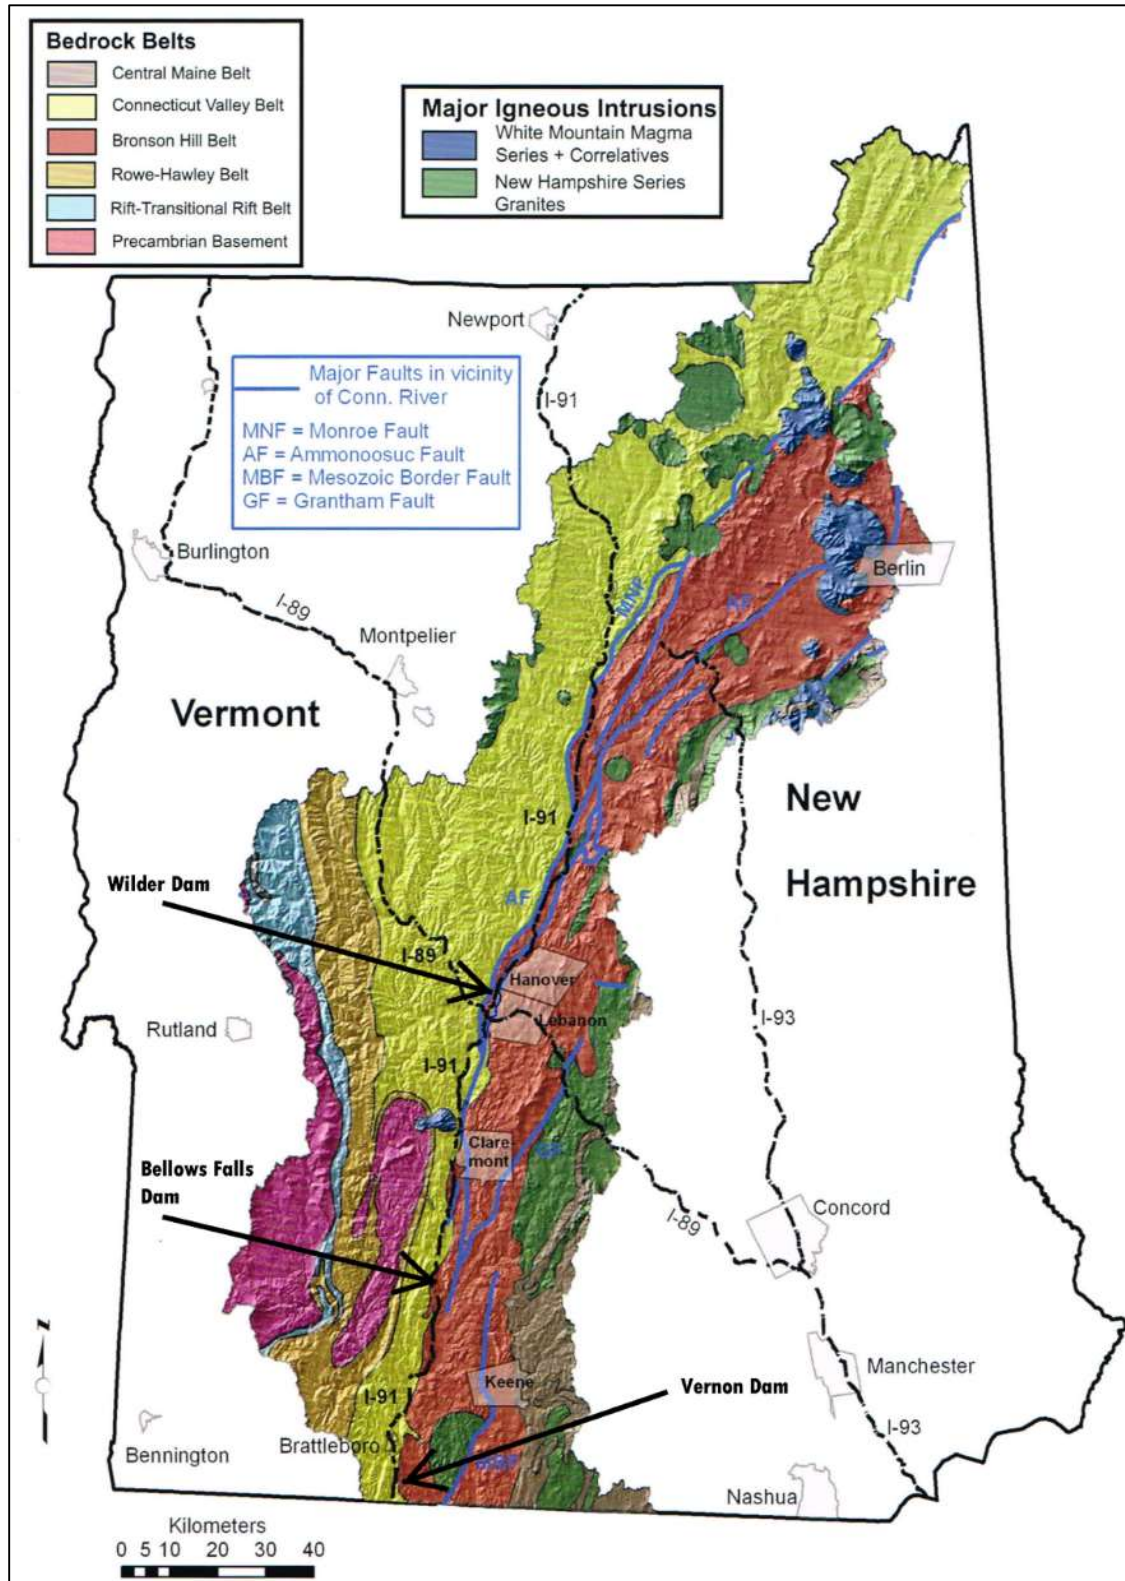 Bedrock Belts
Central Maine Belt
Connecticut Valley Belt
Bronson Hill Belt
Rowe-Hawley Belt
Rift-Transitional Rift Belt
Precambrian Basement
Major Igneous Intrusions
White Mountain Magma
Series + Correlatives
New Hampshire Series
Granites
Newport
I-91
Major Faults in vicinity
of Conn. River
MNF = Monroe Fault
AF = Ammonoosuc Fault
MBF = Mesozoic Border Fault
GF = Grantham Fault
Burlington
I-89
Montpelier
MNF
AF
Berlin
Vermont
New
Hampshire
I-91
Wilder Dam
AF
I-89
Hanover
Lebanon
Rutland
I-93
I-91
Clare-
mont
GF
Bellows Falls
Dam
Concord
I-89
Manchester
Keene
I-91
Vernon Dam
I-93
Bennington
Brattleboro
MBF
Nashua
N
Kilometers
0 5 10 20 30 40